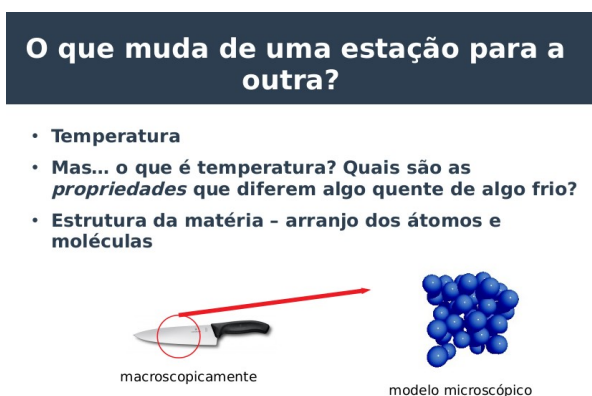 O que muda de uma estação para a
outra?
• Temperatura
• Mas... o que é temperatura? Quais são as
propriedades que diferem algo quente de algo frio?
• Estrutura da matéria – arranjo dos átomos e
moléculas
macroscopicamente
modelo microscópico